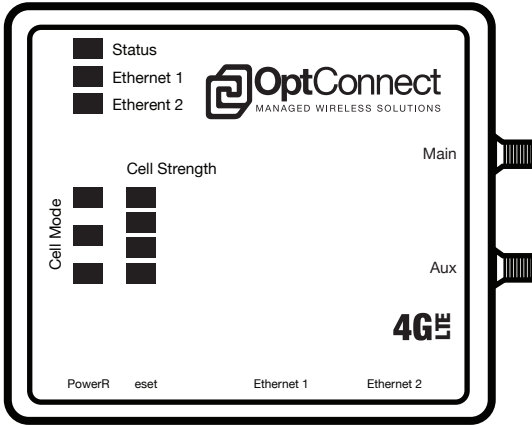 Status
Ethernet 1
Etherent 2
OptConnect
MANAGED WIRELESS SOLUTIONS
Main
Cell Strength
Cell Mode
Aux
4G LTE
PowerR eset Ethernet 1 Ethernet 2